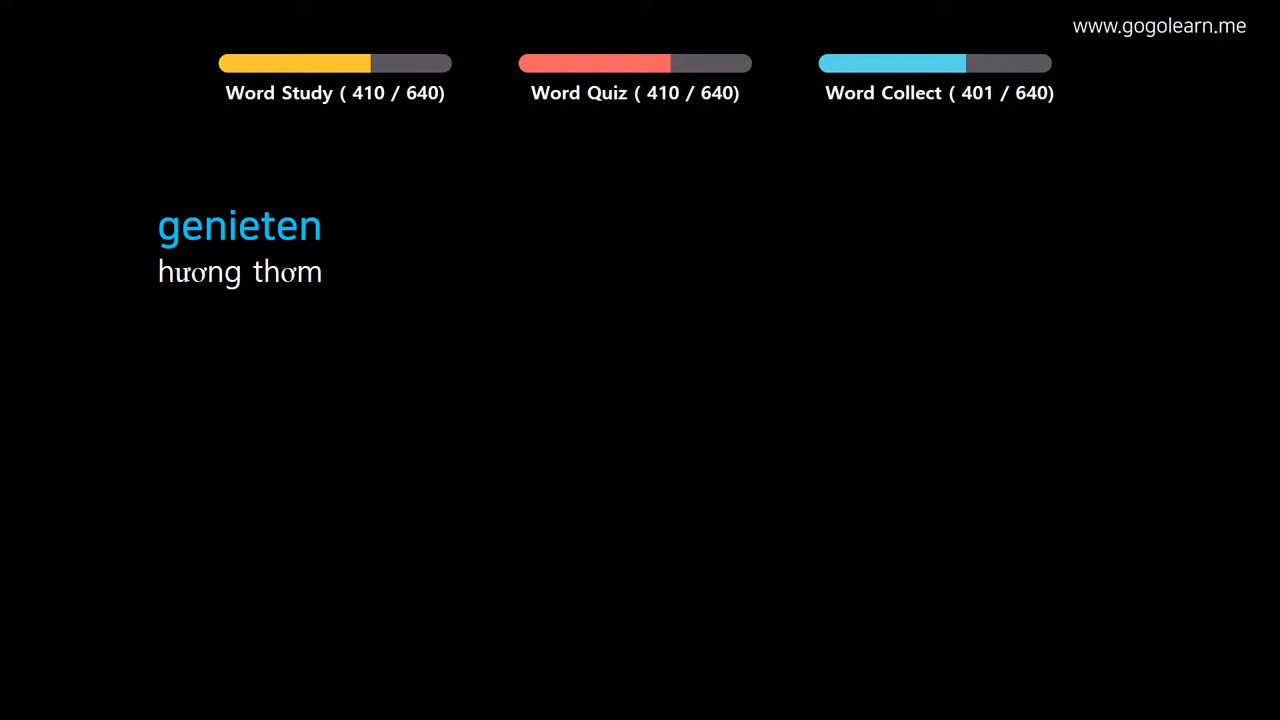 www.gogolearn.me
Word Study ( 410 / 640)
Word Quiz ( 410 / 640)
Word Collect ( 401 / 640)
genieten
hương thơm